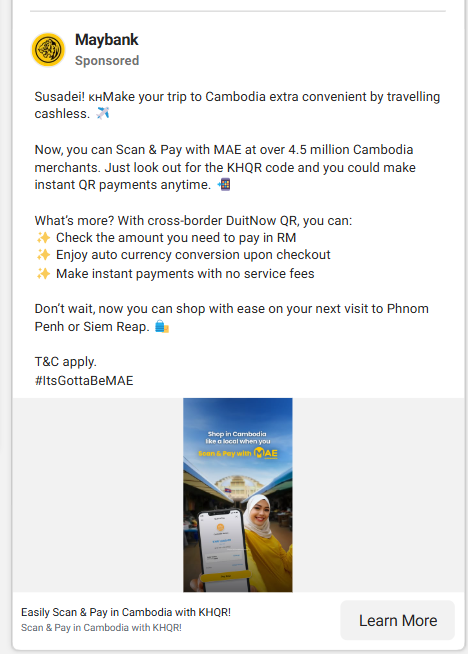 Maybank
Sponsored
Susadei! KHMake your trip to Cambodia extra convenient by travelling
cashless. ✈️
Now, you can Scan & Pay with MAE at over 4.5 million Cambodia
merchants. Just look out for the KHQR code and you could make
instant QR payments anytime. 📲
What's more? With cross-border DuitNow QR, you can:
✨ Check the amount you need to pay in RM
✨ Enjoy auto currency conversion upon checkout
✨ Make instant payments with no service fees
Don't wait, now you can shop with ease on your next visit to Phnom
Penh or Siem Reap. 🛍️
T&C apply.
#ItsGottaBeMAE
Shop in Cambodia
like a local when you
Scan & Pay with MAE
Easily Scan & Pay in Cambodia with KHQR!
Scan & Pay in Cambodia with KHQR!
Learn More